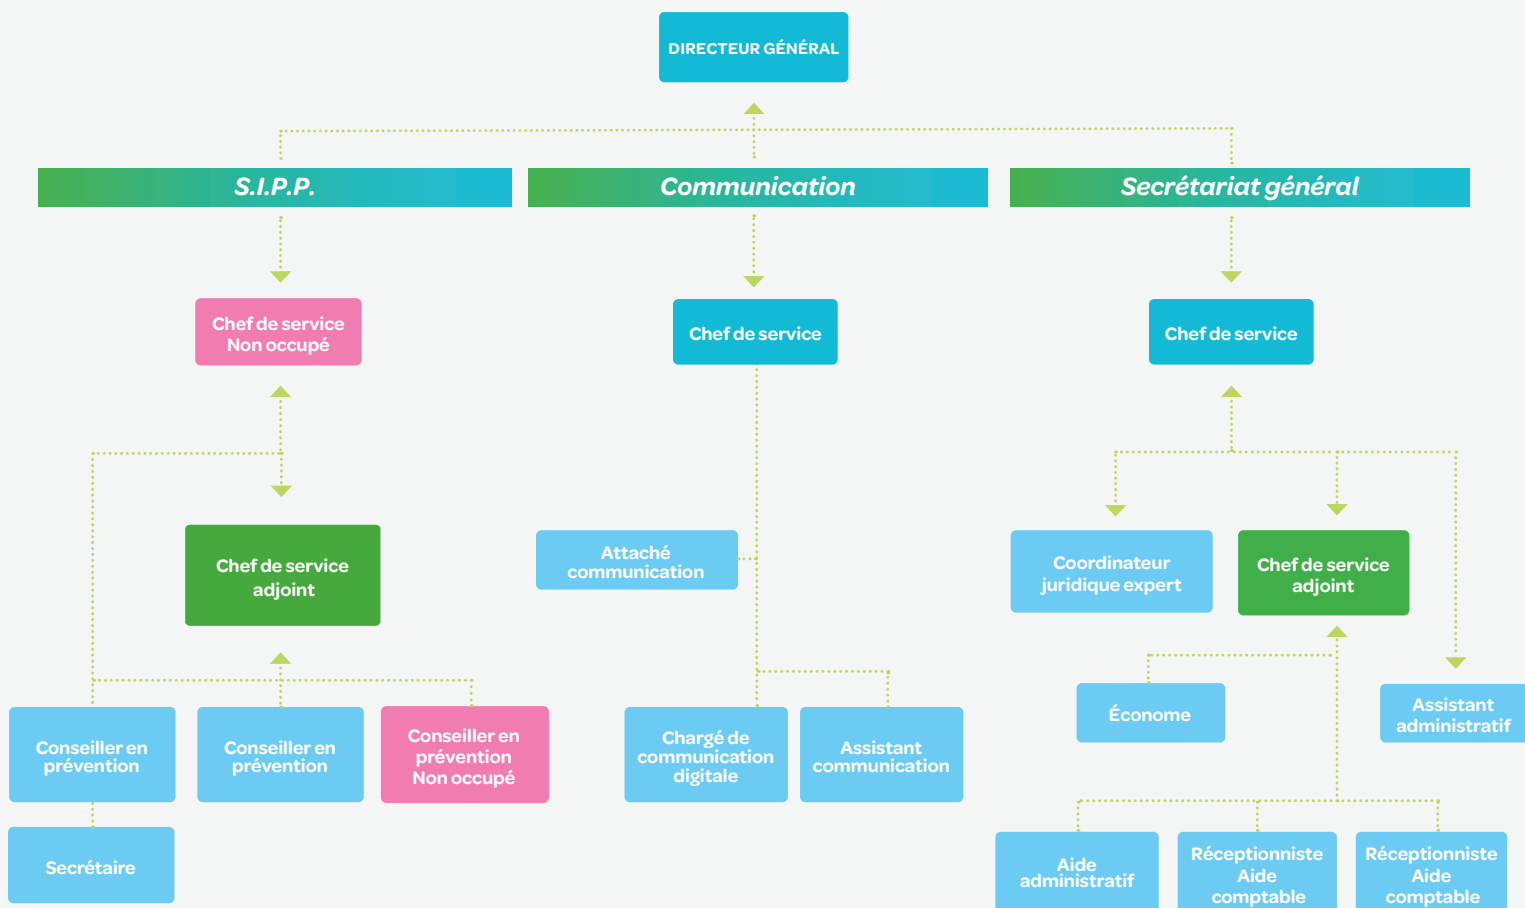 DIRECTEUR GÉNÉRAL
S.I.P.P.
Communication
Secrétariat général
Chef de service
Non occupé
Chef de service
Chef de service
Chef de service
adjoint
Attaché
communication
Coordinateur
juridique expert
Chef de service
adjoint
Économe
Assistant
administratif
Conseiller en
prévention
Conseiller en
prévention
Conseiller en
prévention
Non occupé
Chargé de
communication
digitale
Assistant
communication
Secrétaire
Aide
administratif
Réceptionniste
Aide
comptable
Réceptionniste
Aide
comptable